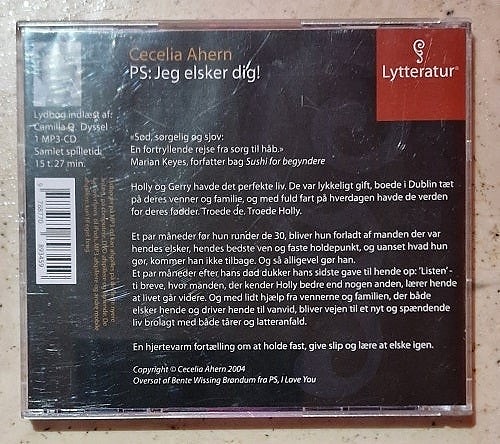 Cecelia Ahern
PS: Jeg elsker dig!
Lytteratur
Lydbog indlæst af:
Camilla Q. Dyssel
1 MP3-CD
Samlet spilletid:
15 t. 27 min.
»Sød, sørgelig og sjov:
En fortryllende rejse fra sorg til håb.«
Marian Keyes, forfatter bag Sushi for begyndere
Holly og Gerry havde det perfekte liv. De var lykkeligt gift, boede i Dublin tæt
på deres venner og familie, og med fuld fart på hverdagen havde de verden
for deres fødder. Troede de. Troede Holly.
Et par måneder før hun runder de 30, bliver hun forladt af manden der var
hendes elsker, hendes bedste ven og faste holdepunkt, og uanset hvad hun
gør, kommer han ikke tilbage. Og så alligevel gør han.
Et par måneder efter hans død dukker hans sidste gave til hende op: 'Listen' -
ti breve, hvor manden, der kender Holly bedre end nogen anden, lærer hende
at livet går videre. Og med lidt hjælp fra vennerne og familien, der både
elsker hende og driver hende til vanvid, bliver vejen til et nyt og spændende
liv brolagt med både tårer og latteranfald.
En hjertevarm fortælling om at holde fast, give slip og lære at elske igen.
Copyright © Cecelia Ahern 2004
Oversat af Bente Wissing Brøndum fra PS, I Love You